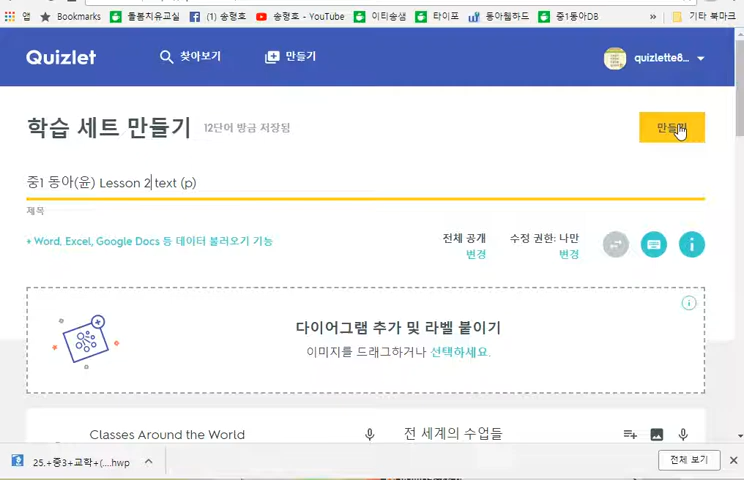 앱 Bookmarks 돌봄치유교실 (1) 송형호 송형호 - YouTube 이티송샘 타이포 동아웹하드 중1동아DB » 기타 북마크
Quizlet 찾아보기 만들기 quizlette8...
학습 세트 만들기 12단어 방금 저장됨 만들기
중1 동아(윤) Lesson 2 text (p)
제목
+ Word, Excel, Google Docs 등 데이터 불러오기 기능
전체 공개 수정 권한: 나만
변경 변경
다이어그램 추가 및 라벨 붙이기
이미지를 드래그하거나 선택하세요.
Classes Around the World 전 세계의 수업들
25.+중3+교학+(....hwp 전체 보기